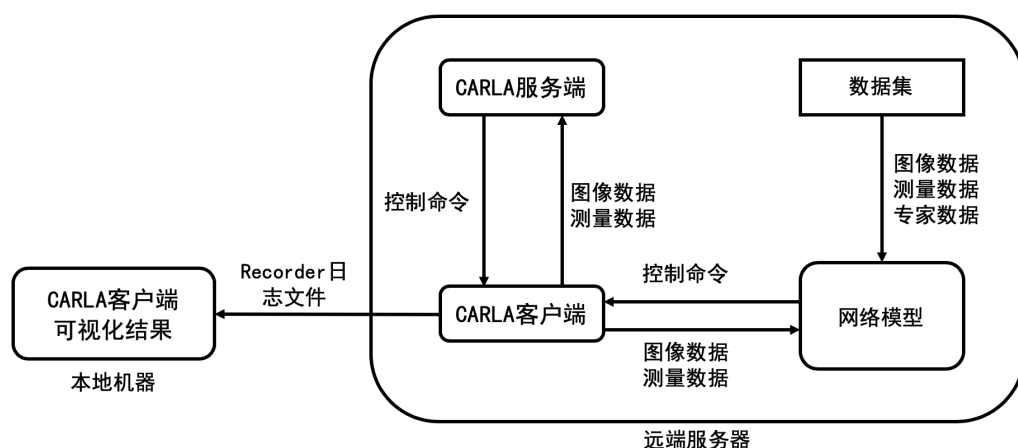 CARLA服务端
数据集
控制命令
图像数据
测量数据
图像数据
测量数据
专家数据
Recorder日
志文件
控制命令
CARLA客户端
可视化结果
CARLA客户端
网络模型
图像数据
测量数据
本地机器
远端服务器